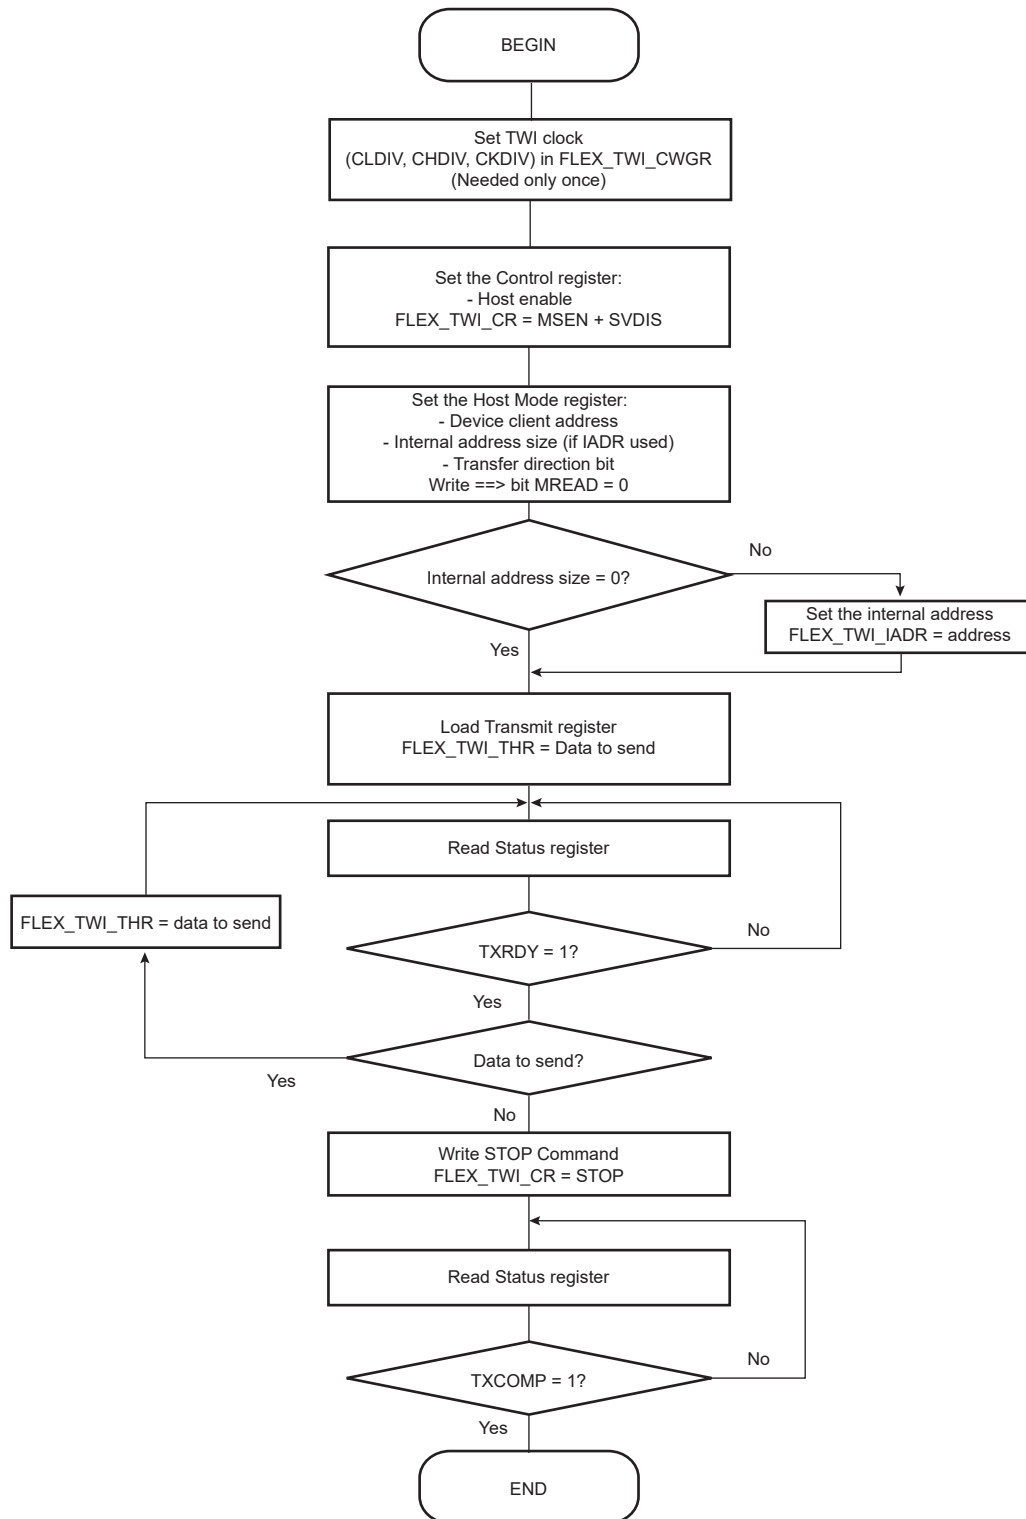 BEGIN
Set TWI clock
(CLDIV, CHDIV, CKDIV) in FLEX_TWI_CWGR
(Needed only once)
Set the Control register:
- Host enable
FLEX_TWI_CR = MSEN + SVDIS
Set the Host Mode register:
- Device client address
- Internal address size (if IADR used)
- Transfer direction bit
Write ==> bit MREAD = 0
No
Internal address size = 0?
Set the internal address
FLEX_TWI_IADR = address
Yes
Load Transmit register
FLEX_TWI_THR = Data to send
Read Status register
FLEX_TWI_THR = data to send
No
TXRDY = 1?
Yes
Data to send?
Yes
No
Write STOP Command
FLEX_TWI_CR = STOP
Read Status register
No
TXCOMP = 1?
Yes
END